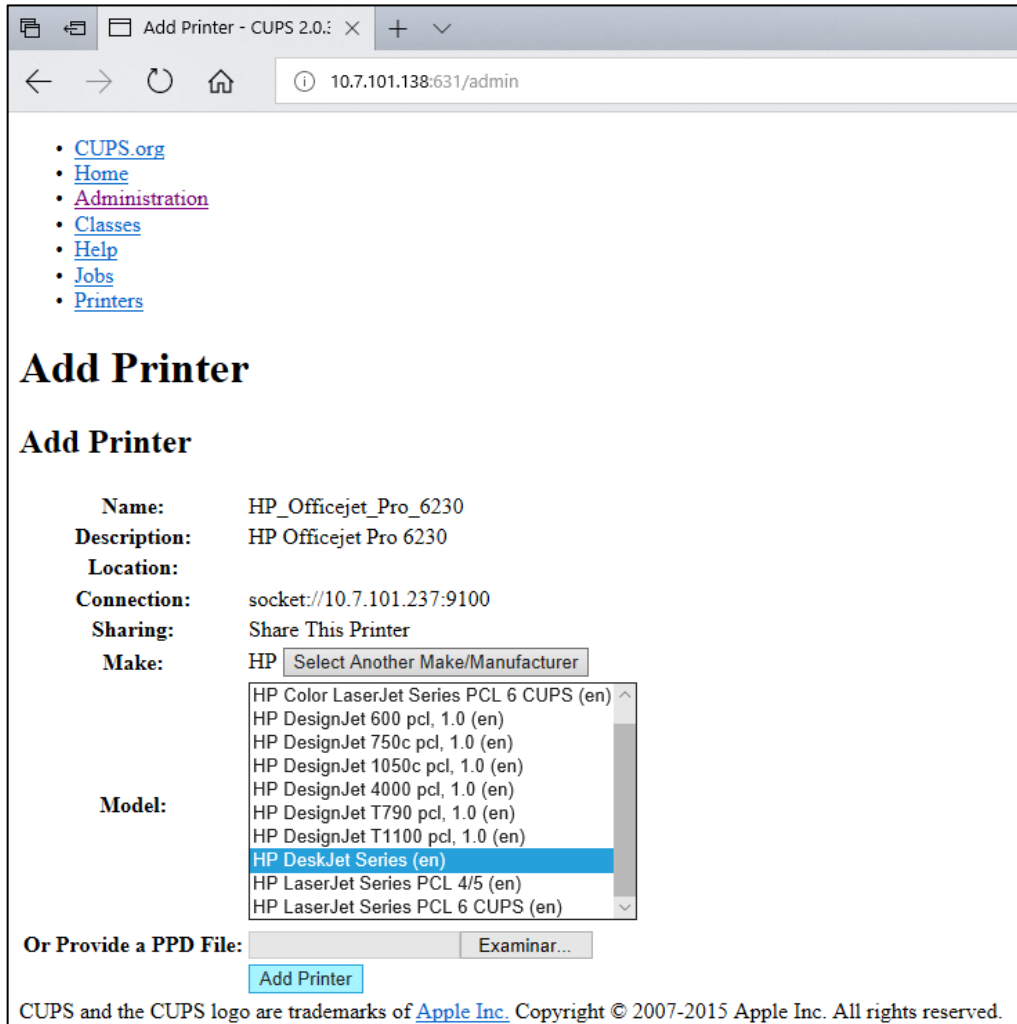 Add Printer - CUPS 2.0.3
10.7.101.138:631/admin
CUPS.org
Home
Administration
Classes
Help
Jobs
Printers
Add Printer
Add Printer
Name: HP_Officejet_Pro_6230
Description: HP Officejet Pro 6230
Location:
Connection: socket://10.7.101.237:9100
Sharing: Share This Printer
Make: HP Select Another Make/Manufacturer
HP Color LaserJet Series PCL 6 CUPS (en)
HP DesignJet 600 pcl, 1.0 (en)
HP DesignJet 750c pcl, 1.0 (en)
HP DesignJet 1050c pcl, 1.0 (en)
HP DesignJet 4000 pcl, 1.0 (en)
Model: HP DesignJet T790 pcl, 1.0 (en)
HP DesignJet T1100 pcl, 1.0 (en)
HP DeskJet Series (en)
HP LaserJet Series PCL 4/5 (en)
HP LaserJet Series PCL 6 CUPS (en)
Or Provide a PPD File: Examinar...
Add Printer
CUPS and the CUPS logo are trademarks of Apple Inc. Copyright © 2007-2015 Apple Inc. All rights reserved.